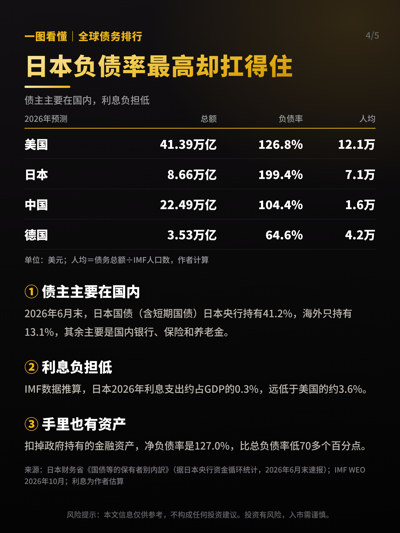 一图看懂｜全球债务排行
4/5
日本负债率最高却扛得住
债主主要在国内，利息负担低
2026年预测 总额 负债率 人均
美国 41.39万亿 126.8% 12.1万
日本 8.66万亿 199.4% 7.1万
中国 22.49万亿 104.4% 1.6万
德国 3.53万亿 64.6% 4.2万
单位：美元；人均＝债务总额÷IMF人口数，作者计算
① 债主主要在国内
2026年6月末，日本国债（含短期国债）日本央行持有41.2%，海外只持有
13.1%，其余主要是国内银行、保险和养老金。
② 利息负担低
IMF数据推算，日本2026年利息支出约占GDP的0.3%，远低于美国的约3.6%。
③ 手里也有资产
扣掉政府持有的金融资产，净负债率是127.0%，比总负债率低70多个百分点。
来源：日本财务省《国债等の保有者别内訳》（据日本央行资金循环统计，2026年6月末速报）；IMF WEO
2026年10月；利息为作者估算
风险提示：本文信息仅供参考，不构成任何投资建议。投资有风险，入市需谨慎。